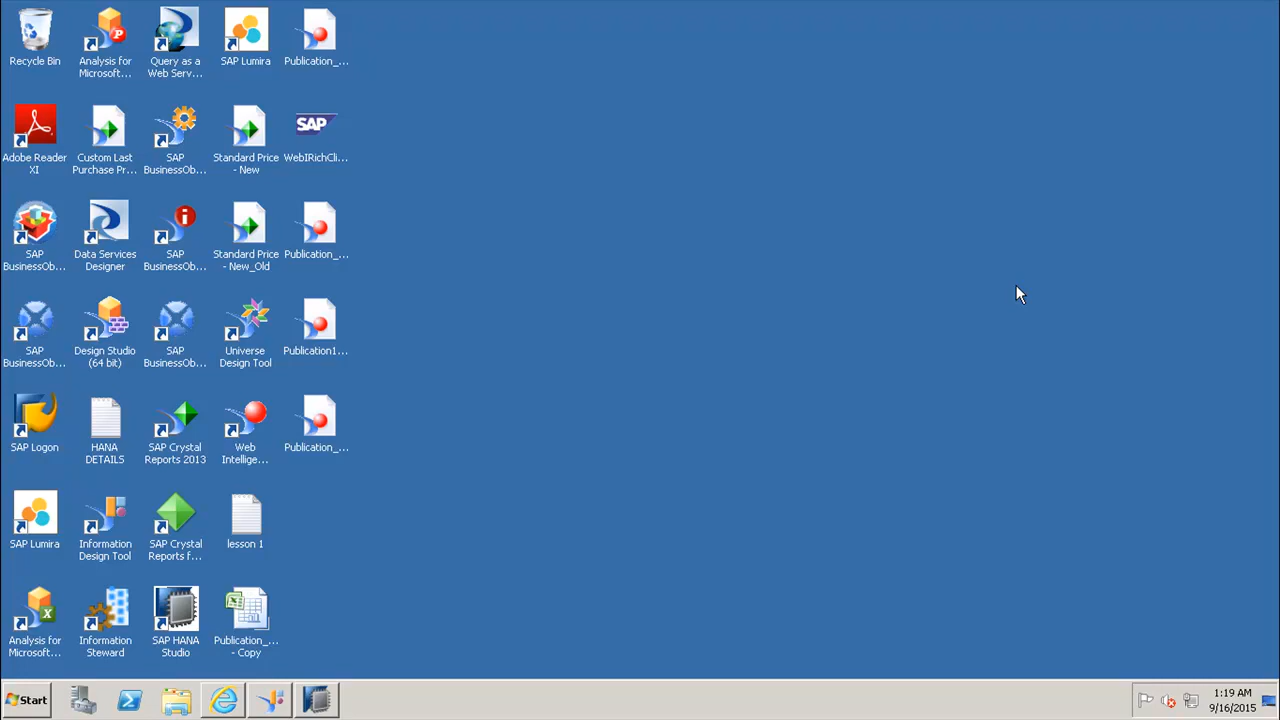 Recycle Bin
Analysis for
Microsoft...
Query as a
Web Serv...
SAP Lumira
Publication_...
Adobe Reader
XI
Custom Last
Purchase Pr...
SAP
BusinessOb...
Standard Price
- New
SAP
WebIRichCli...
SAP
BusinessOb...
Data Services
Designer
SAP
BusinessOb...
Standard Price
- New_Old
Publication_...
SAP
BusinessOb...
Design Studio
(64 bit)
SAP
BusinessOb...
Universe
Design Tool
Publication1...
SAP Logon
HANA
DETAILS
SAP Crystal
Reports 2013
Web
Intellige...
Publication_...
SAP Lumira
Information
Design Tool
SAP Crystal
Reports f...
lesson 1
Analysis for
Microsoft...
Information
Steward
SAP HANA
Studio
Publication_...
- Copy
Start
1:19 AM
9/16/2015